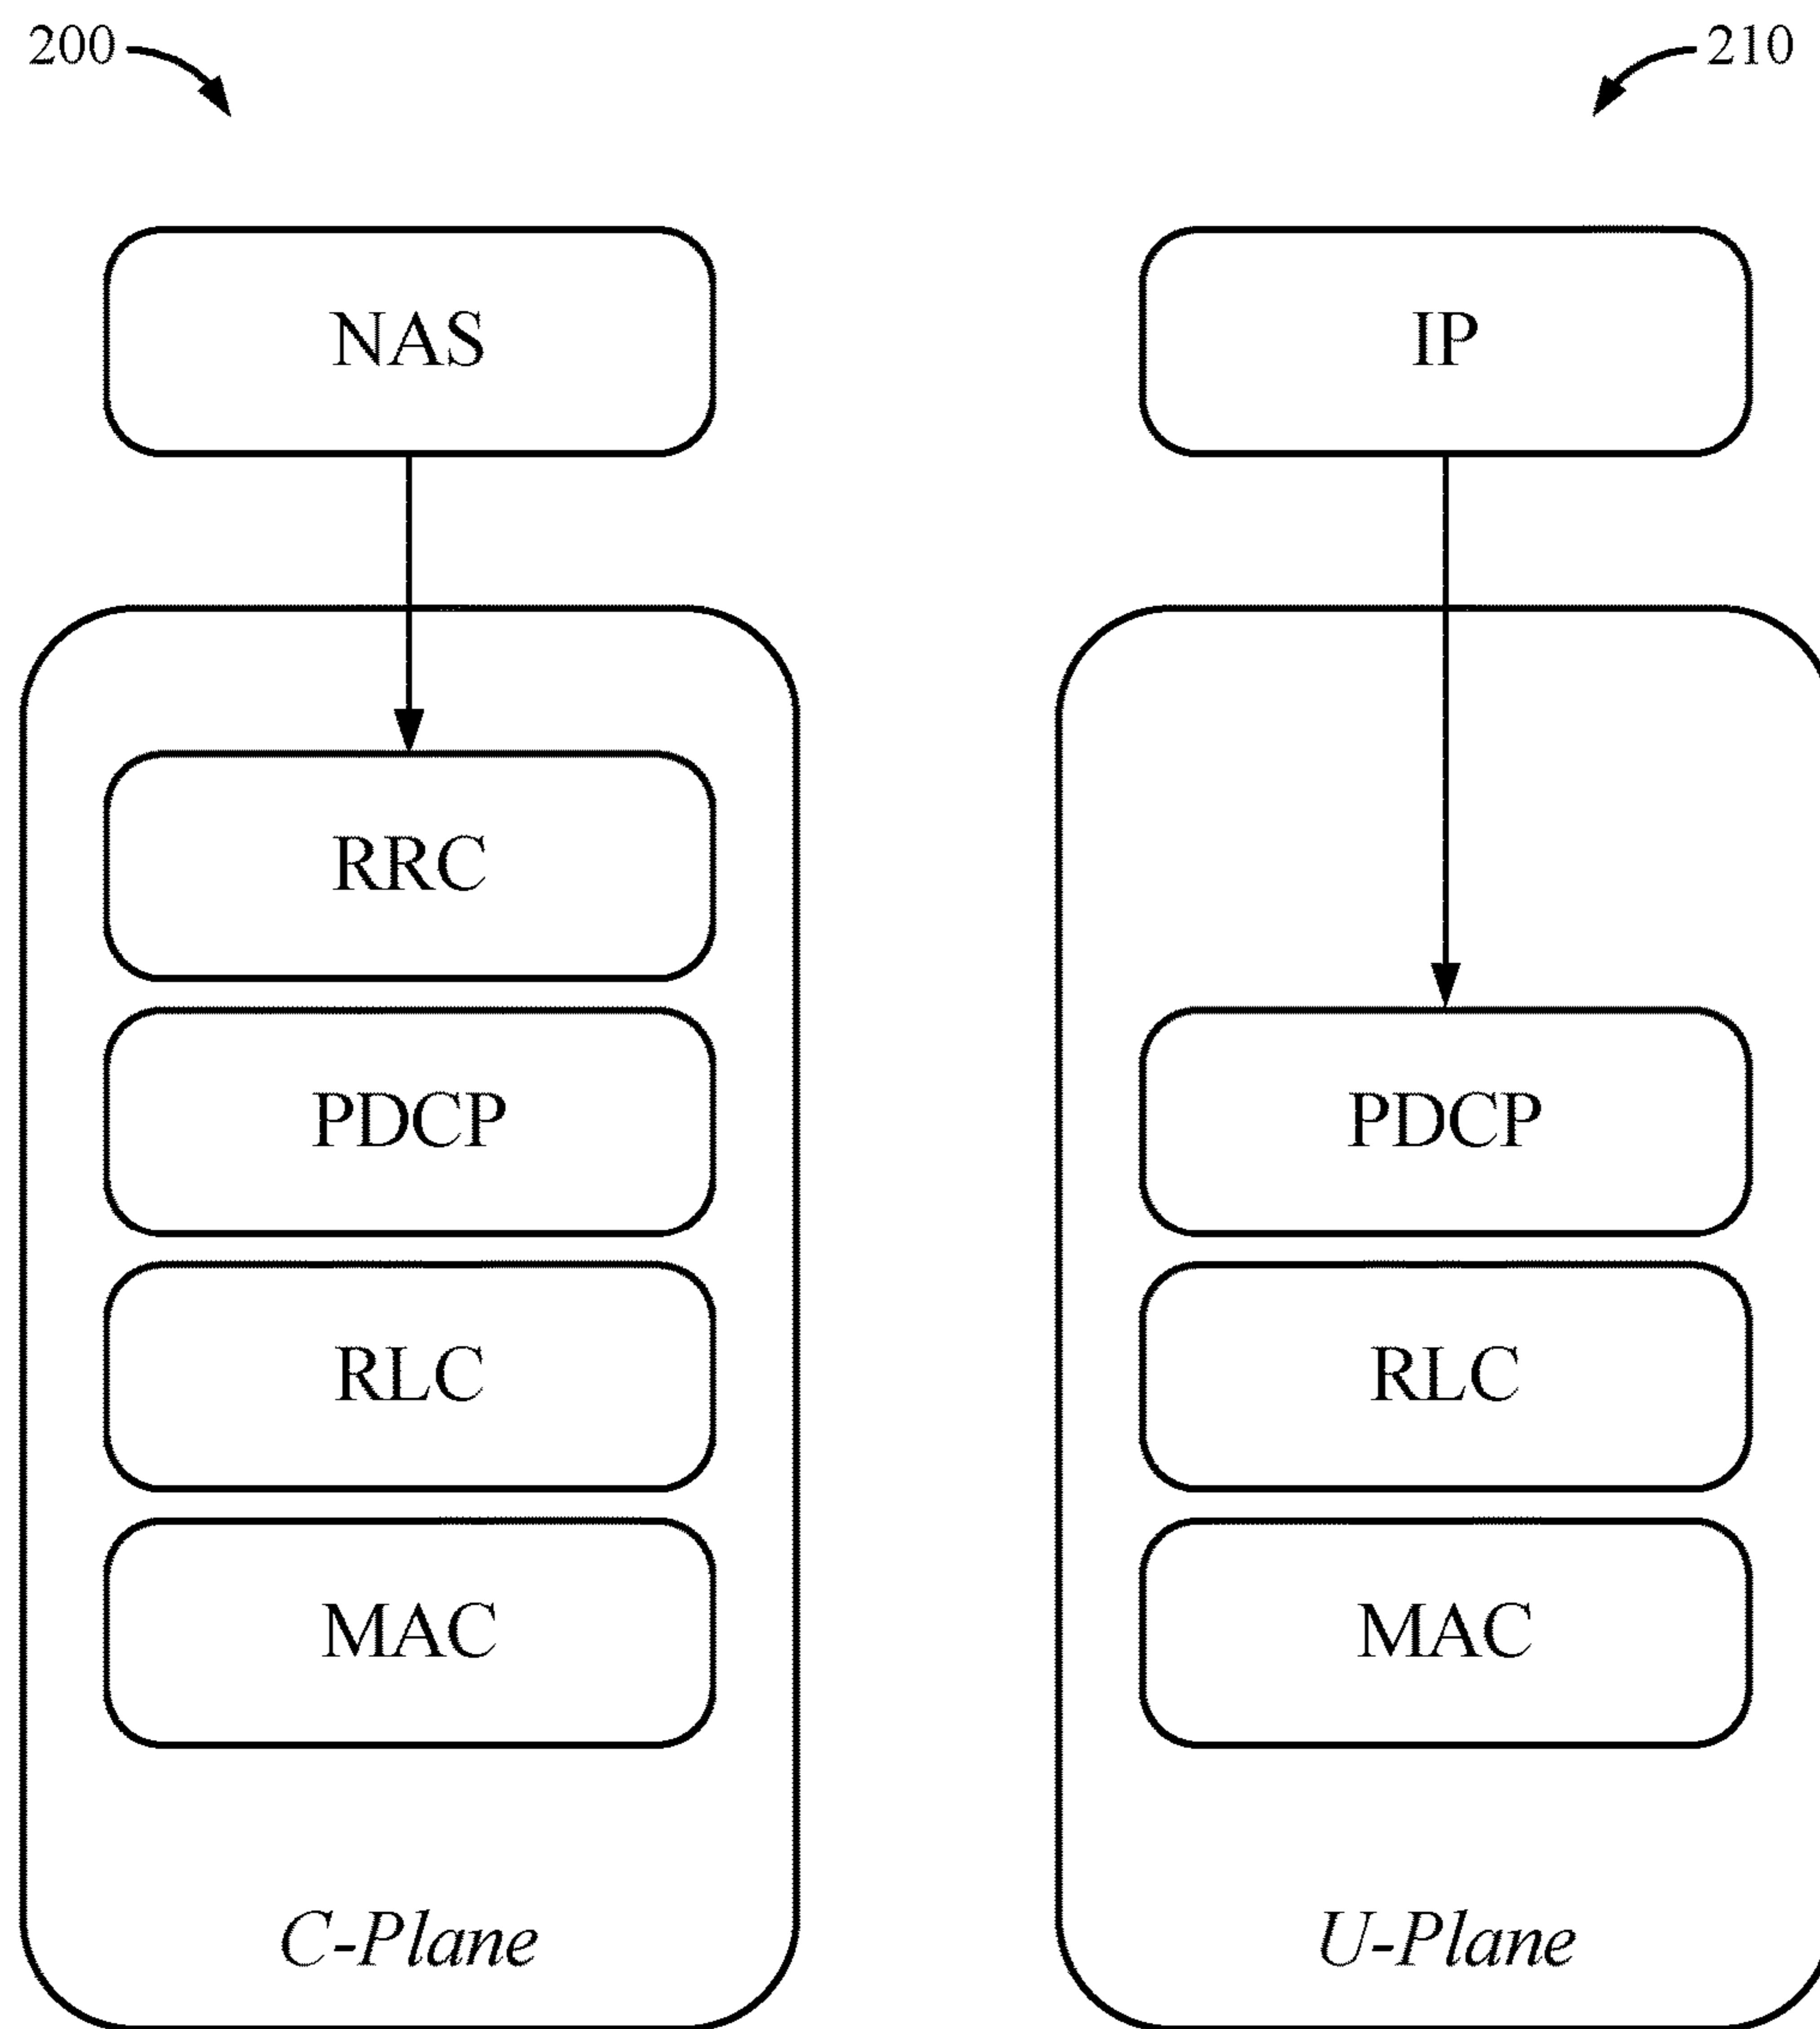 200
210
NAS
IP
RRC
PDCP
PDCP
RLC
RLC
MAC
MAC
C-Plane
U-Plane